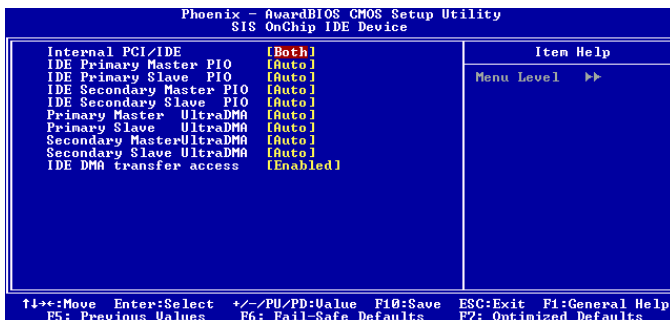 Phoenix - AwardBIOS CMOS Setup Utility
SIS OnChip IDE Device
Internal PCI/IDE [Both]
IDE Primary Master PIO [Auto]
IDE Primary Slave PIO [Auto]
IDE Secondary Master PIO [Auto]
IDE Secondary Slave PIO [Auto]
Primary Master UltraDMA [Auto]
Primary Slave UltraDMA [Auto]
Secondary MasterUltraDMA [Auto]
Secondary Slave UltraDMA [Auto]
IDE DMA transfer access [Enabled]
Item Help
Menu Level ►►
↑↓→←:Move Enter:Select +/-/PU/PD:Value F10:Save ESC:Exit F1:General Help
F5: Previous Values F6: Fail-Safe Defaults F7: Optimized Defaults